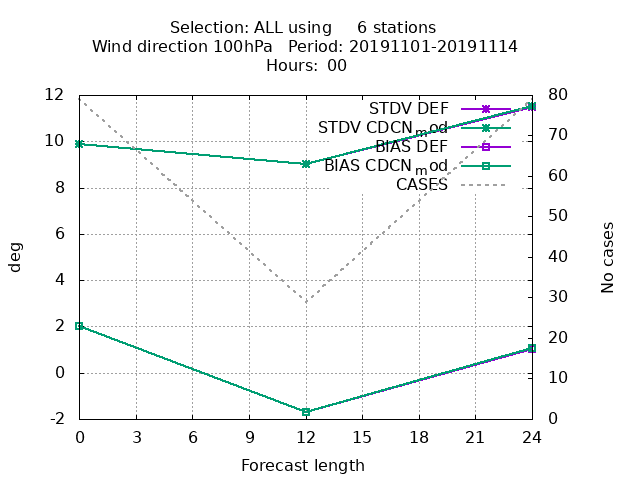 Selection: ALL using 6 stations
Wind direction 100hPa Period: 20191101-20191114
Hours: 00
12
10
8
6
4
2
0
-2
deg
80
70
60
50
40
30
20
10
0
No cases
STDV DEF
STDV CDCN_mod
BIAS DEF
BIAS CDCN_mod
CASES
0 3 6 9 12 15 18 21 24
Forecast length